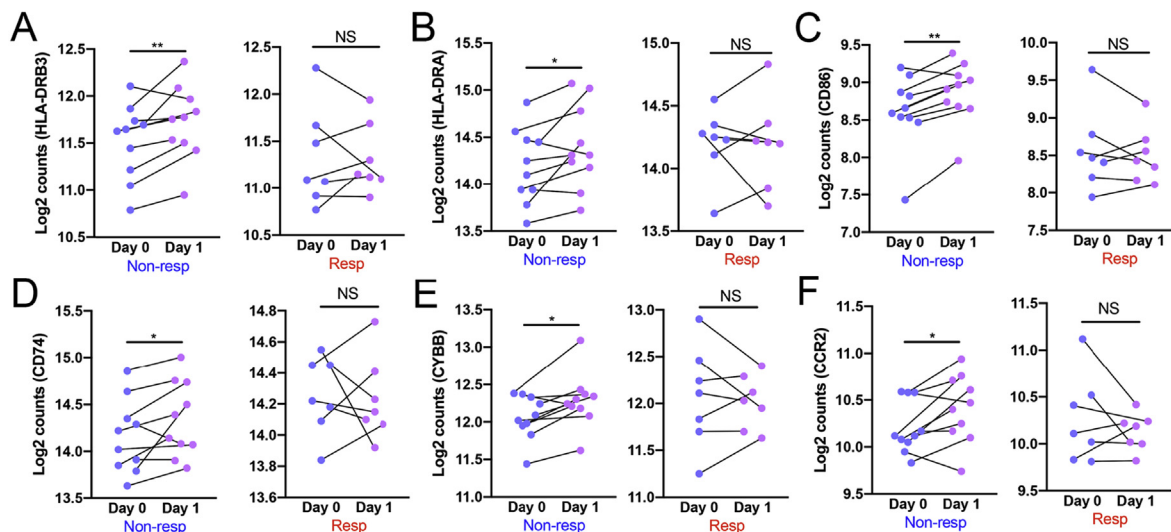 A
Log2 counts (HLA-DRB3)
12.5
12.0
11.5
11.0
10.5
**
Day 0 Day 1
Non-resp
12.5
12.0
11.5
11.0
10.5
NS
Day 0 Day 1
Resp
B
Log2 counts (HLA-DRA)
15.5
15.0
14.5
14.0
13.5
*
Day 0 Day 1
Non-resp
15.0
14.5
14.0
13.5
NS
Day 0 Day 1
Resp
C
Log2 counts (CD86)
9.5
9.0
8.5
8.0
7.5
7.0
**
Day 0 Day 1
Non-resp
10.0
9.5
9.0
8.5
8.0
7.5
NS
Day 0 Day 1
Resp
D
Log2 counts (CD74)
15.5
15.0
14.5
14.0
13.5
*
Day 0 Day 1
Non-resp
14.8
14.6
14.4
14.2
14.0
13.8
13.6
NS
Day 0 Day 1
Resp
E
Log2 counts (CYBB)
13.5
13.0
12.5
12.0
11.5
11.0
*
Day 0 Day 1
Non-resp
13.0
12.5
12.0
11.5
11.0
NS
Day 0 Day 1
Resp
F
Log2 counts (CCR2)
11.5
11.0
10.5
10.0
9.5
*
Day 0 Day 1
Non-resp
11.5
11.0
10.5
10.0
9.5
NS
Day 0 Day 1
Resp